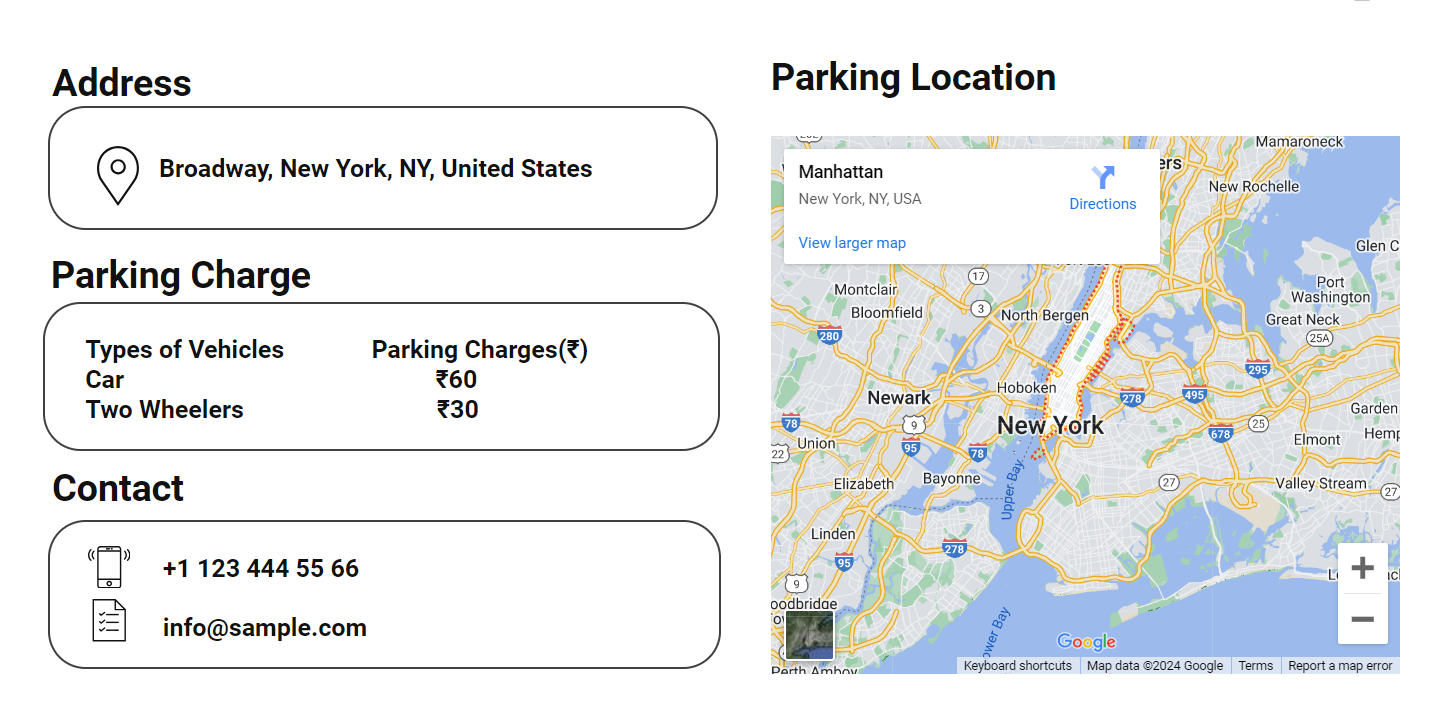 Address
Broadway, New York, NY, United States
Parking Charge
Types of Vehicles Parking Charges(₹)
Car ₹60
Two Wheelers ₹30
Contact
+1 123 444 55 66
info@sample.com
Parking Location
Manhattan
New York, NY, USA
Directions
View larger map
Mamaroneck
ers
New Rochelle
Glen C
17
Port
Washington
Montclair
3
Bloomfield
North Bergen
Great Neck
280
25A
295
Hoboken
Newark
278
495
Garden
78
9
New York
25
678
Hemp
Union
Elmont
95
78
22
Elizabeth
Bayonne
27
Valley Stream
27
Upper Bay
Linden
278
95
9
oodbridge
ower Bay
Perth Amboy
Google
Keyboard shortcuts
Map data ©2024 Google
Terms
Report a map error